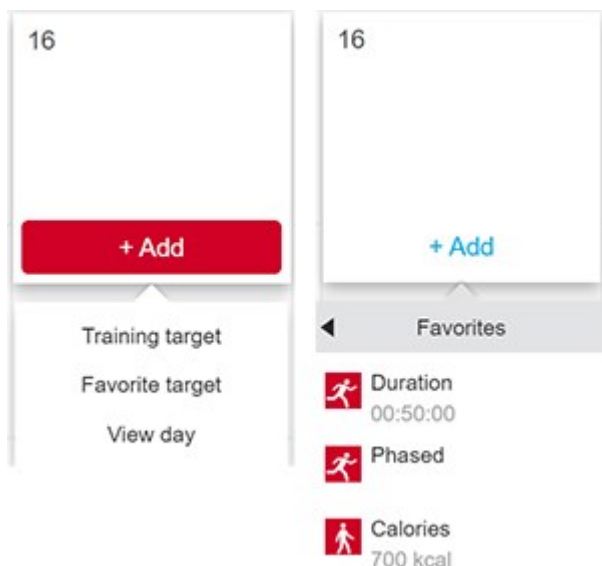 16
+ Add
Training target
Favorite target
View day
16
+ Add
Favorites
Duration
00:50:00
Phased
Calories
700 kcal